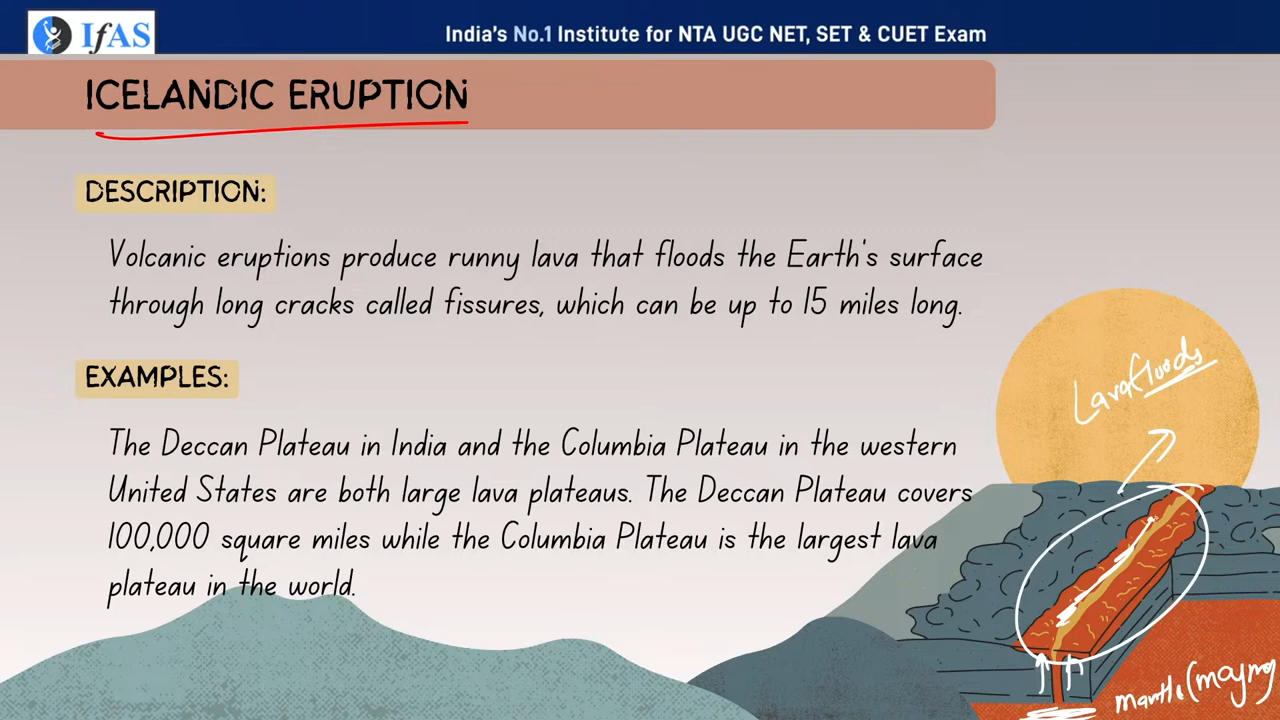 IfAS
India's No.1 Institute for NTA UGC NET, SET & CUET Exam
ICELANDIC ERUPTION
DESCRIPTION:
Volcanic eruptions produce runny lava that floods the Earth's surface
through long cracks called fissures, which can be up to 15 miles long.
EXAMPLES:
The Deccan Plateau in India and the Columbia Plateau in the western
United States are both large lava plateaus. The Deccan Plateau covers
100,000 square miles while the Columbia Plateau is the largest lava
plateau in the world.
Lava floods
mantle